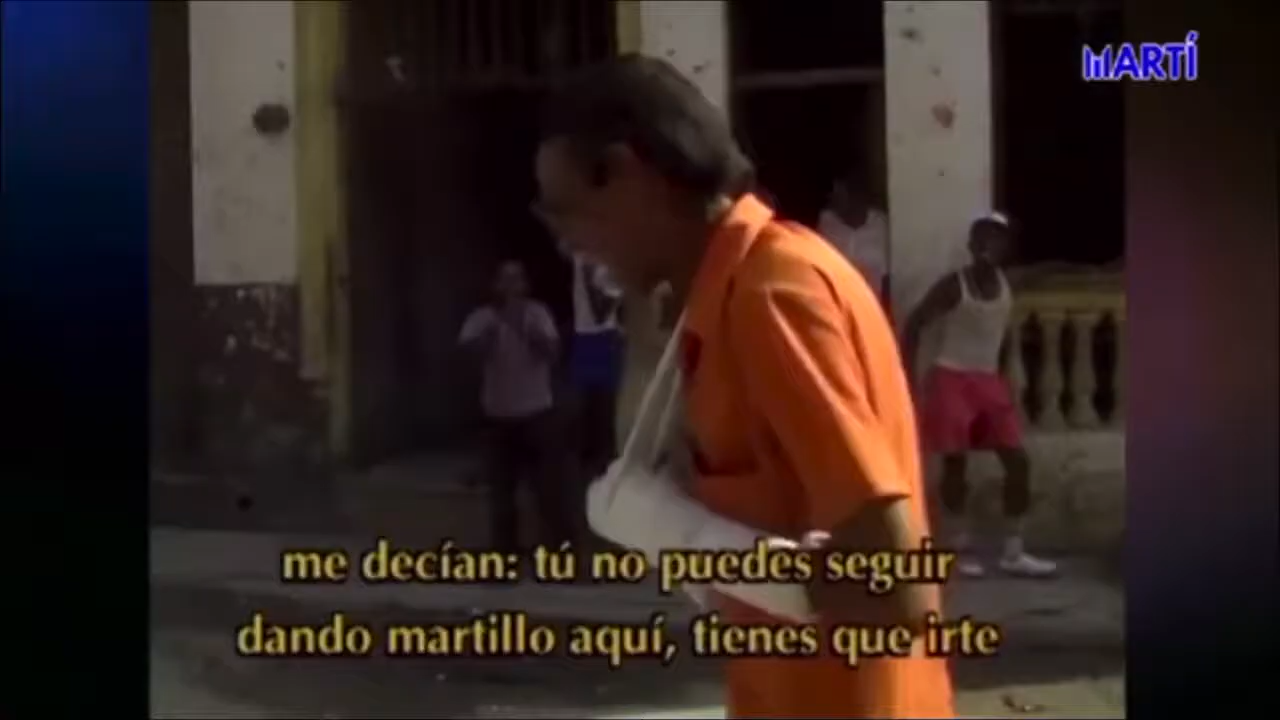 MARTÍ
me decían: tú no puedes seguir
dando martillo aquí, tienes que irte